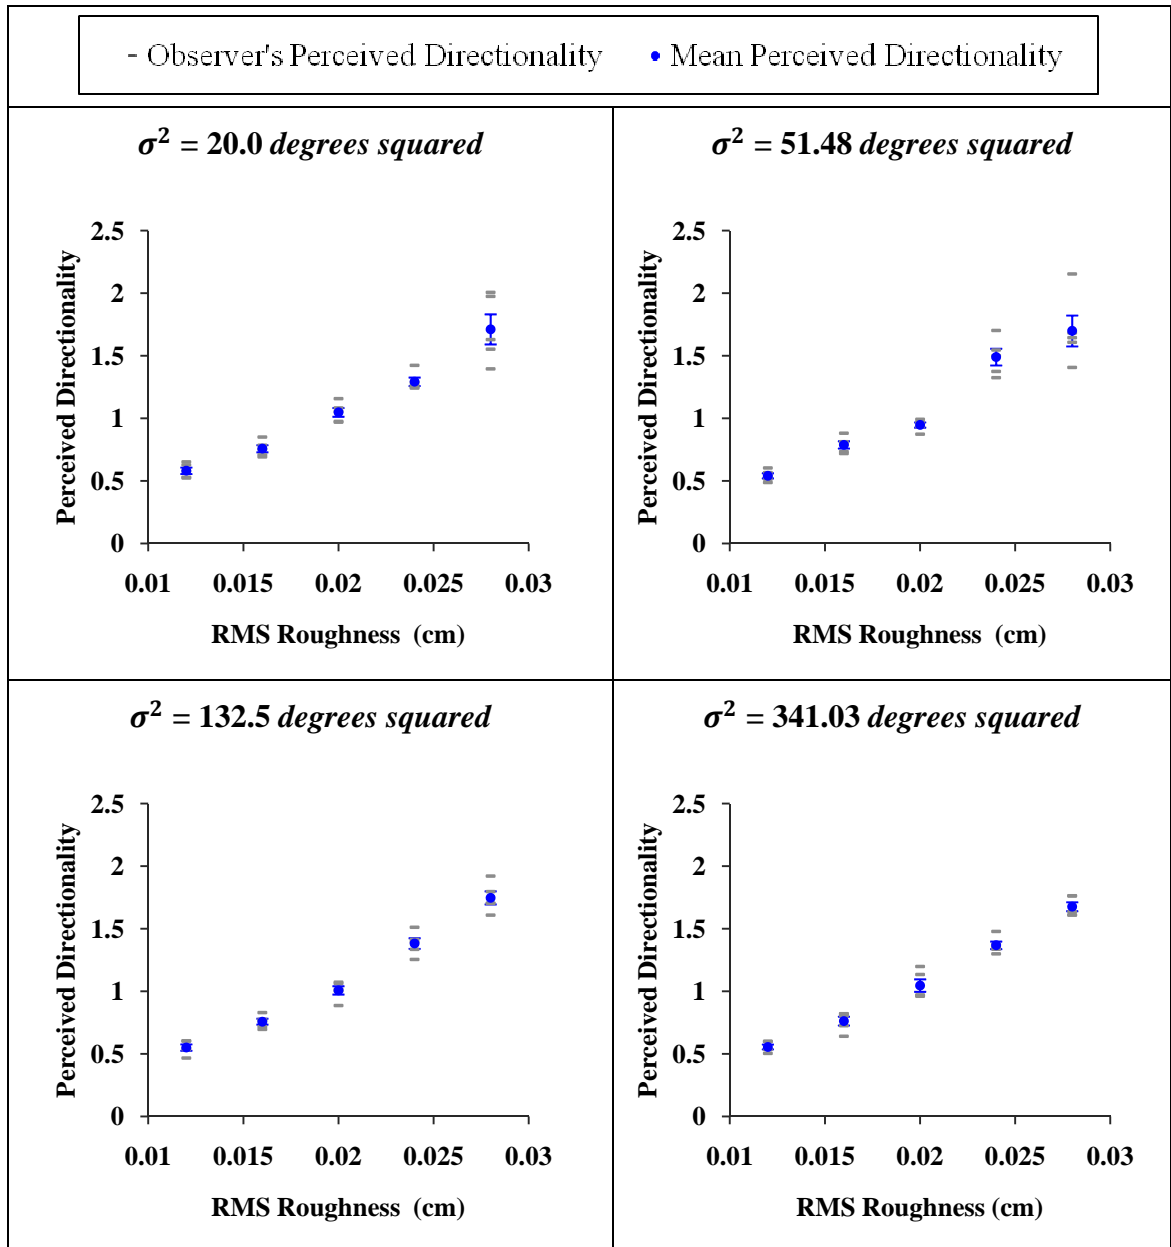 Observer's Perceived Directionality Mean Perceived Directionality
σ² = 20.0 degrees squared
Perceived Directionality
2.5
2
1.5
1
0.5
0
0.01 0.015 0.02 0.025 0.03
RMS Roughness (cm)
σ² = 51.48 degrees squared
Perceived Directionality
2.5
2
1.5
1
0.5
0
0.01 0.015 0.02 0.025 0.03
RMS Roughness (cm)
σ² = 132.5 degrees squared
Perceived Directionality
2.5
2
1.5
1
0.5
0
0.01 0.015 0.02 0.025 0.03
RMS Roughness (cm)
σ² = 341.03 degrees squared
Perceived Directionality
2.5
2
1.5
1
0.5
0
0.01 0.015 0.02 0.025 0.03
RMS Roughness (cm)